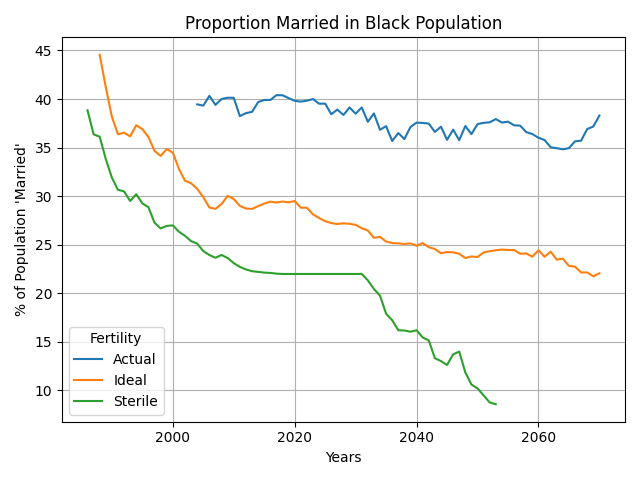 Proportion Married in Black Population
% of Population 'Married'
45
40
35
30
25
20
15
10
Fertility
Actual
Ideal
Sterile
2000
2020
2040
2060
Years